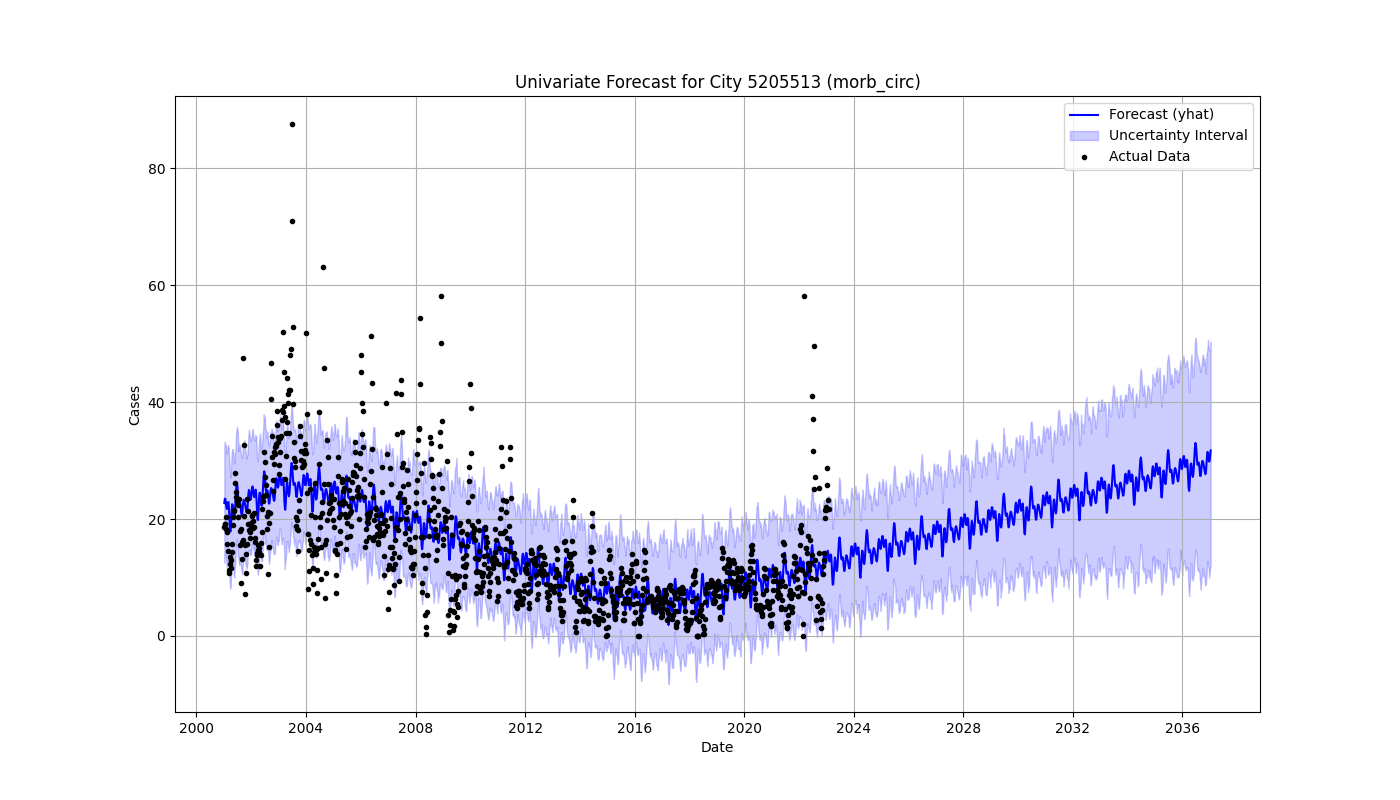 Univariate Forecast for City 5205513 (morb_circ)
Forecast (yhat)
Uncertainty Interval
Actual Data
80
60
40
20
0
Cases
2000 2004 2008 2012 2016 2020 2024 2028 2032 2036
Date